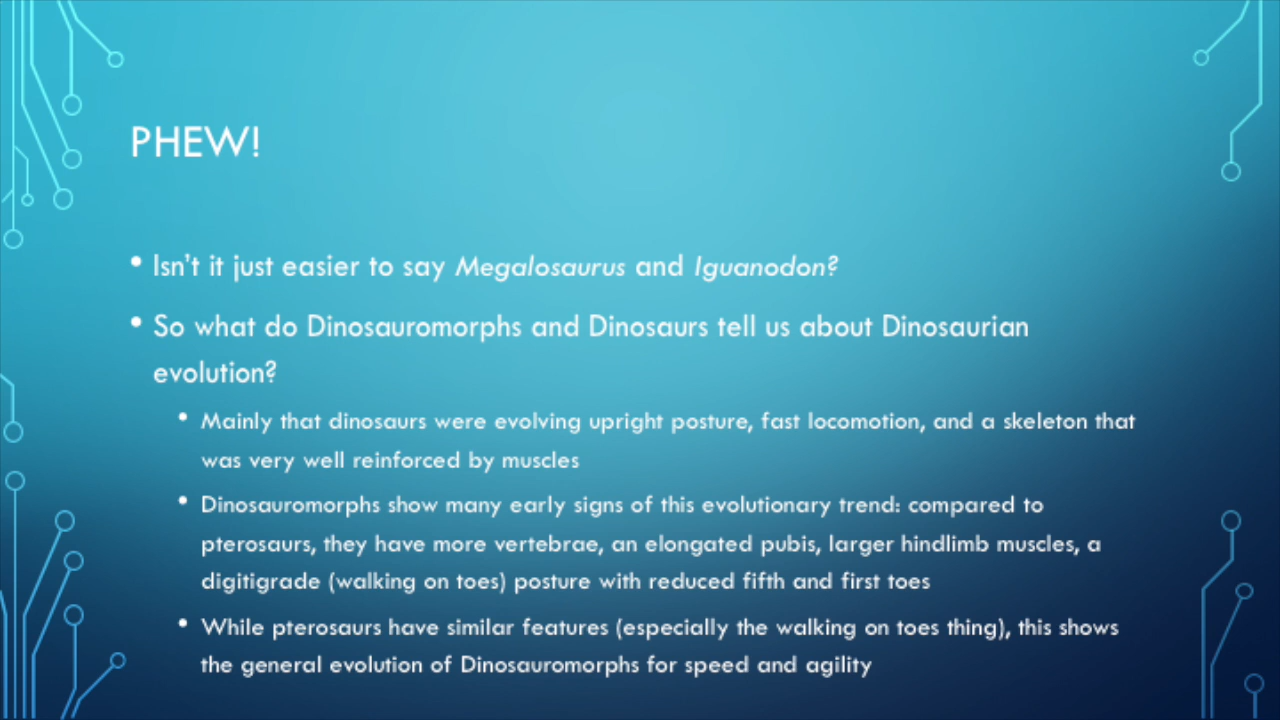 PHEW!
• Isn't it just easier to say Megalosaurus and Iguanodon?
• So what do Dinosauromorphs and Dinosaurs tell us about Dinosaurian
evolution?
• Mainly that dinosaurs were evolving upright posture, fast locomotion, and a skeleton that
was very well reinforced by muscles
• Dinosauromorphs show many early signs of this evolutionary trend: compared to
pterosaurs, they have more vertebrae, an elongated pubis, larger hindlimb muscles, a
digitigrade (walking on toes) posture with reduced fifth and first toes
• While pterosaurs have similar features (especially the walking on toes thing), this shows
the general evolution of Dinosauromorphs for speed and agility